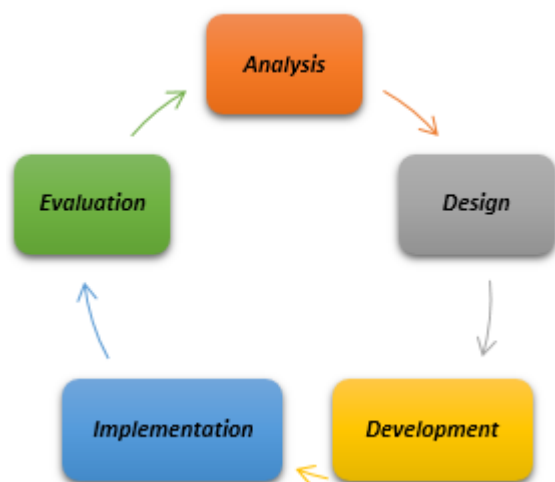 Analysis
Design
Development
Implementation
Evaluation